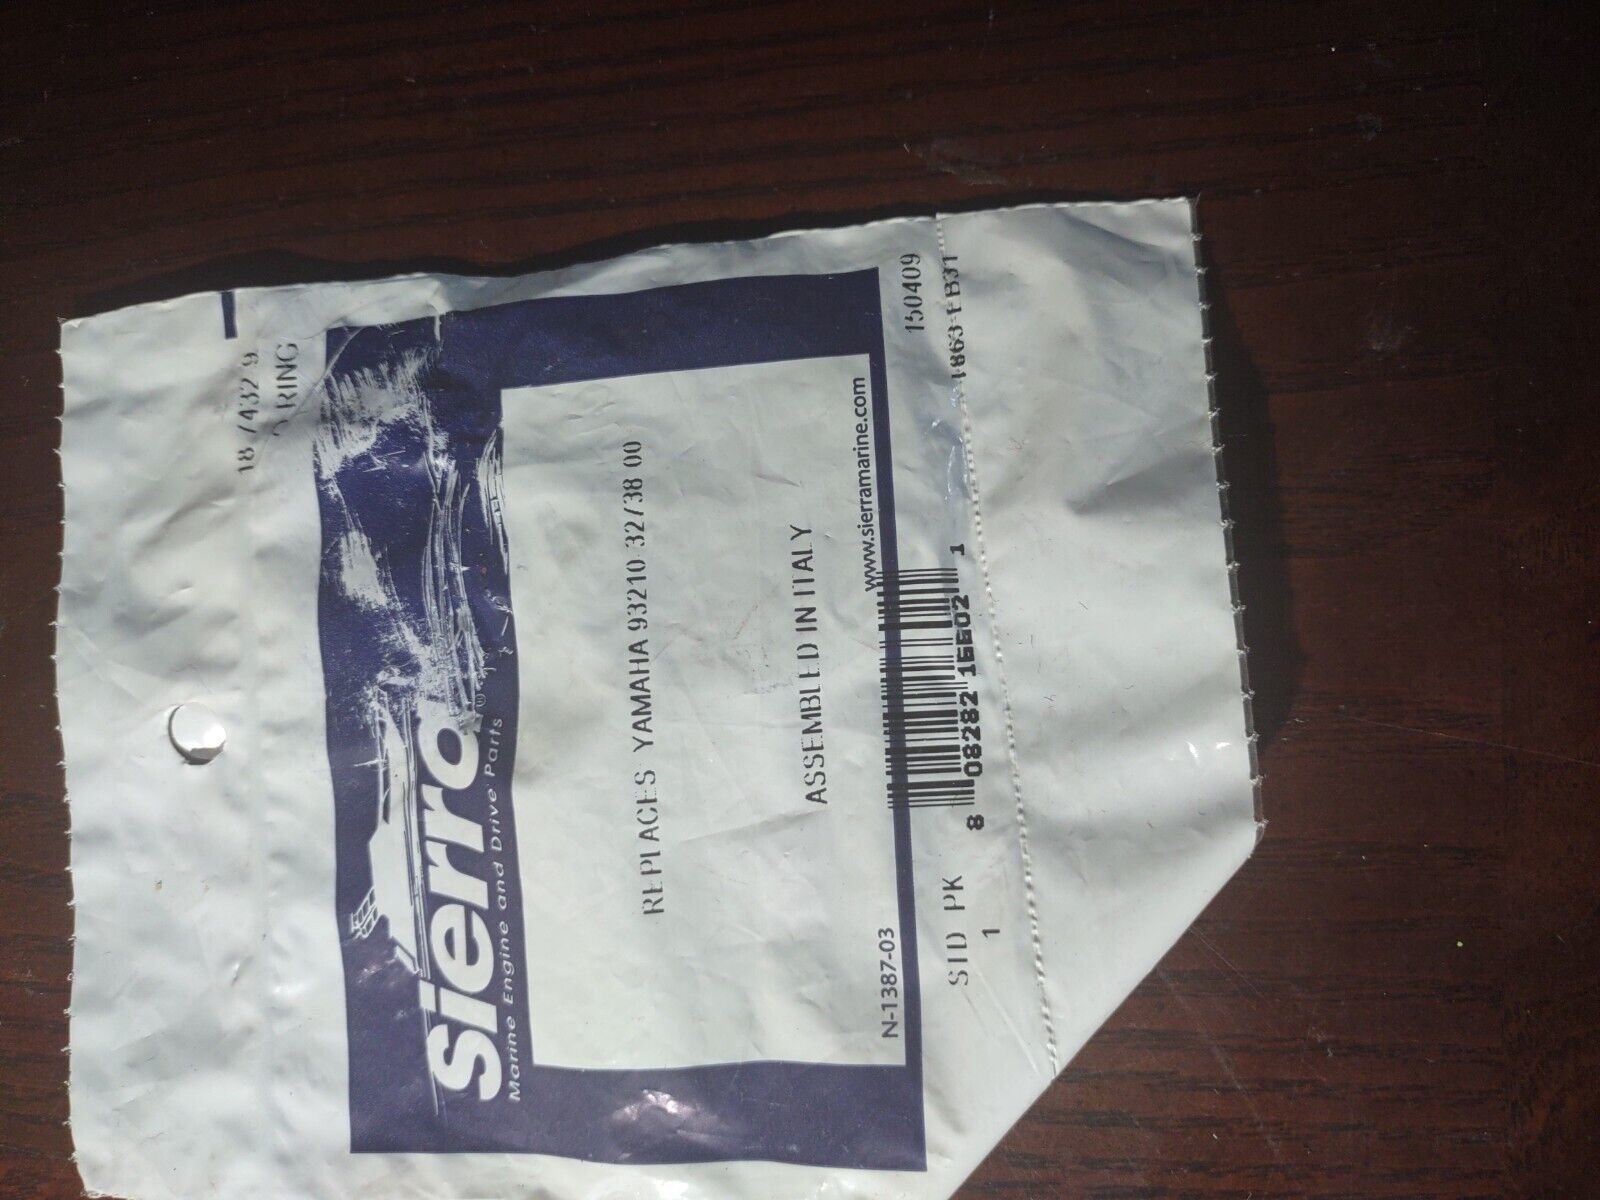 18 7432 9
O RING
sierra®
Marine Engine and Drive Parts
REPLACES YAMAHA 93210 32738 00
ASSEMBLED IN ITALY
N-1387-03 www.sierramarine.com
STD PK
1
8 08282 15602 1
150409